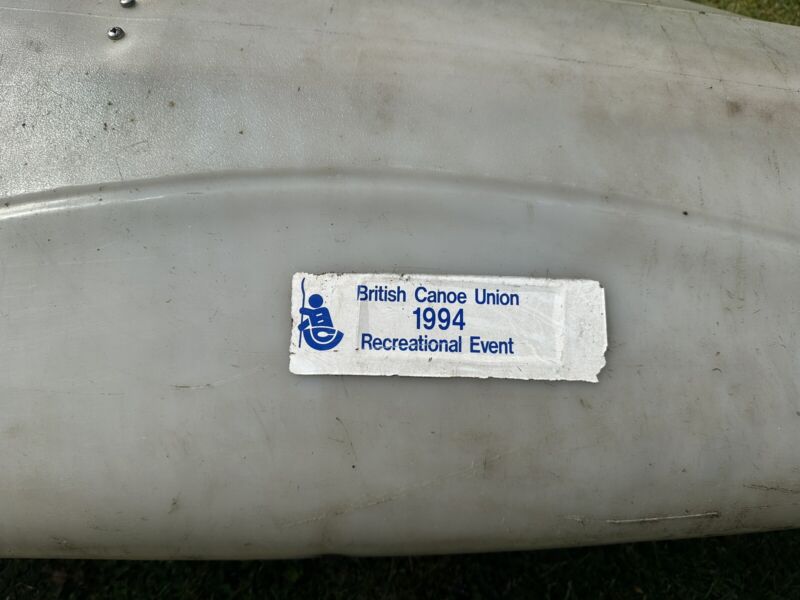 British Canoe Union
1994
Recreational Event